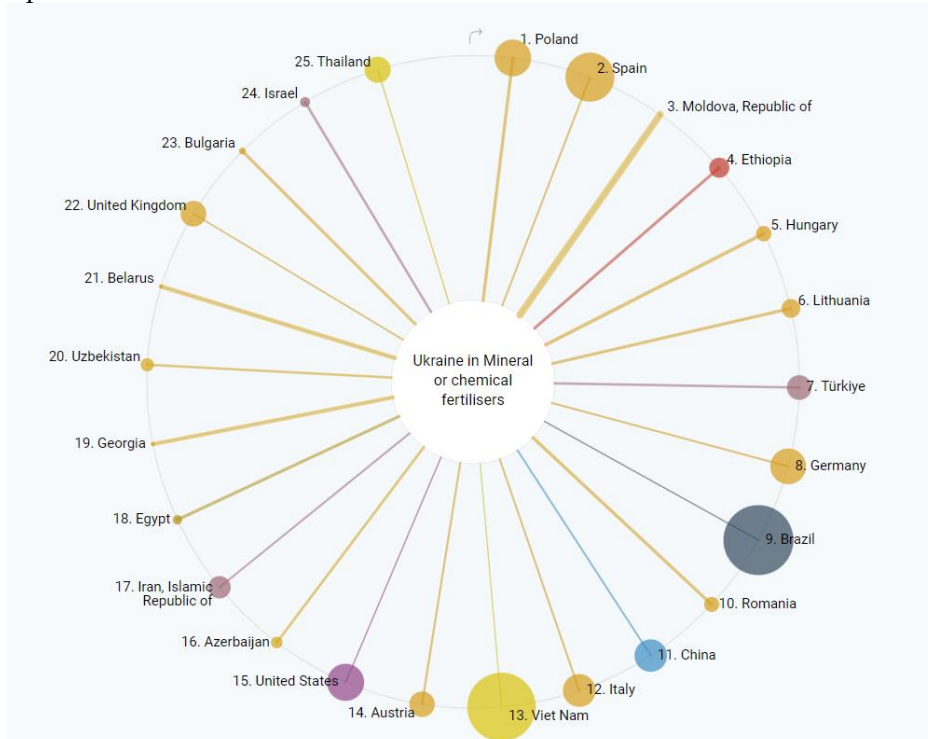 1. Poland
2. Spain
3. Moldova, Republic of
4. Ethiopia
5. Hungary
6. Lithuania
7. Türkiye
8. Germany
9. Brazil
10. Romania
11. China
12. Italy
13. Viet Nam
14. Austria
15. United States
16. Azerbaijan
17. Iran, Islamic
Republic of
18. Egypt
19. Georgia
20. Uzbekistan
21. Belarus
22. United Kingdom
23. Bulgaria
24. Israel
25. Thailand
Ukraine in Mineral
or chemical
fertilisers